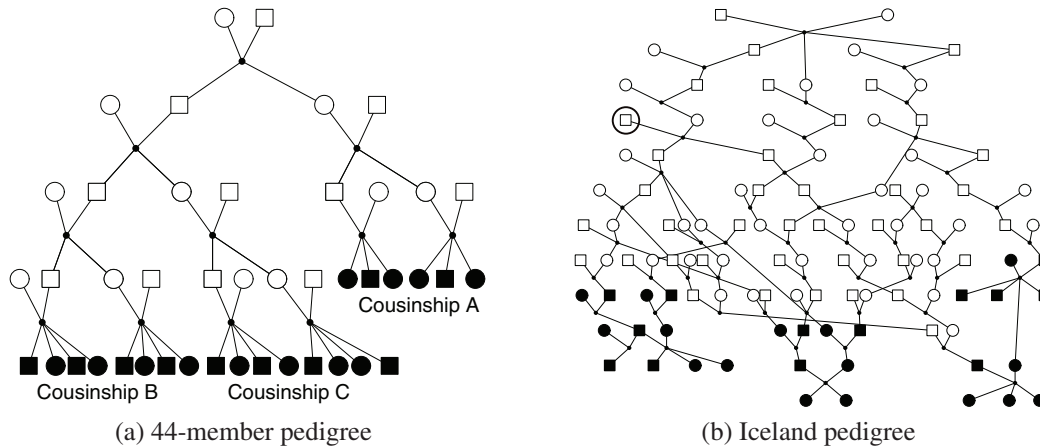 Cousinship A
Cousinship B
Cousinship C
(a) 44-member pedigree
(b) Iceland pedigree